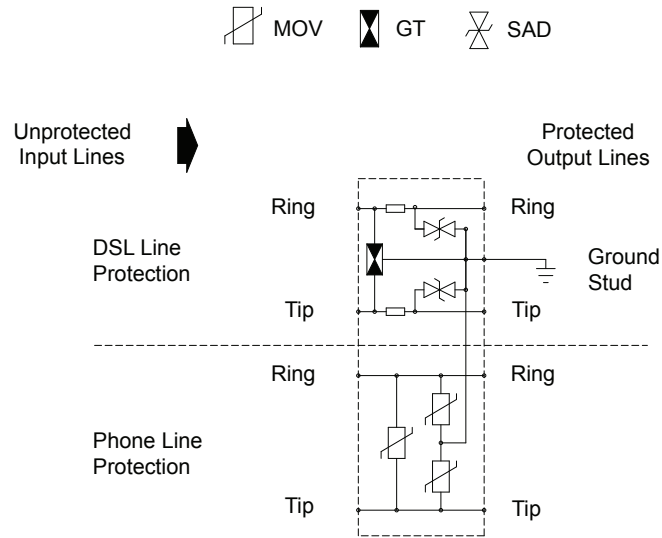 MOV
GT
SAD
Unprotected
Input Lines
Protected
Output Lines
Ring
Ring
DSL Line
Protection
Ground
Stud
Tip
Tip
Ring
Ring
Phone Line
Protection
Tip
Tip